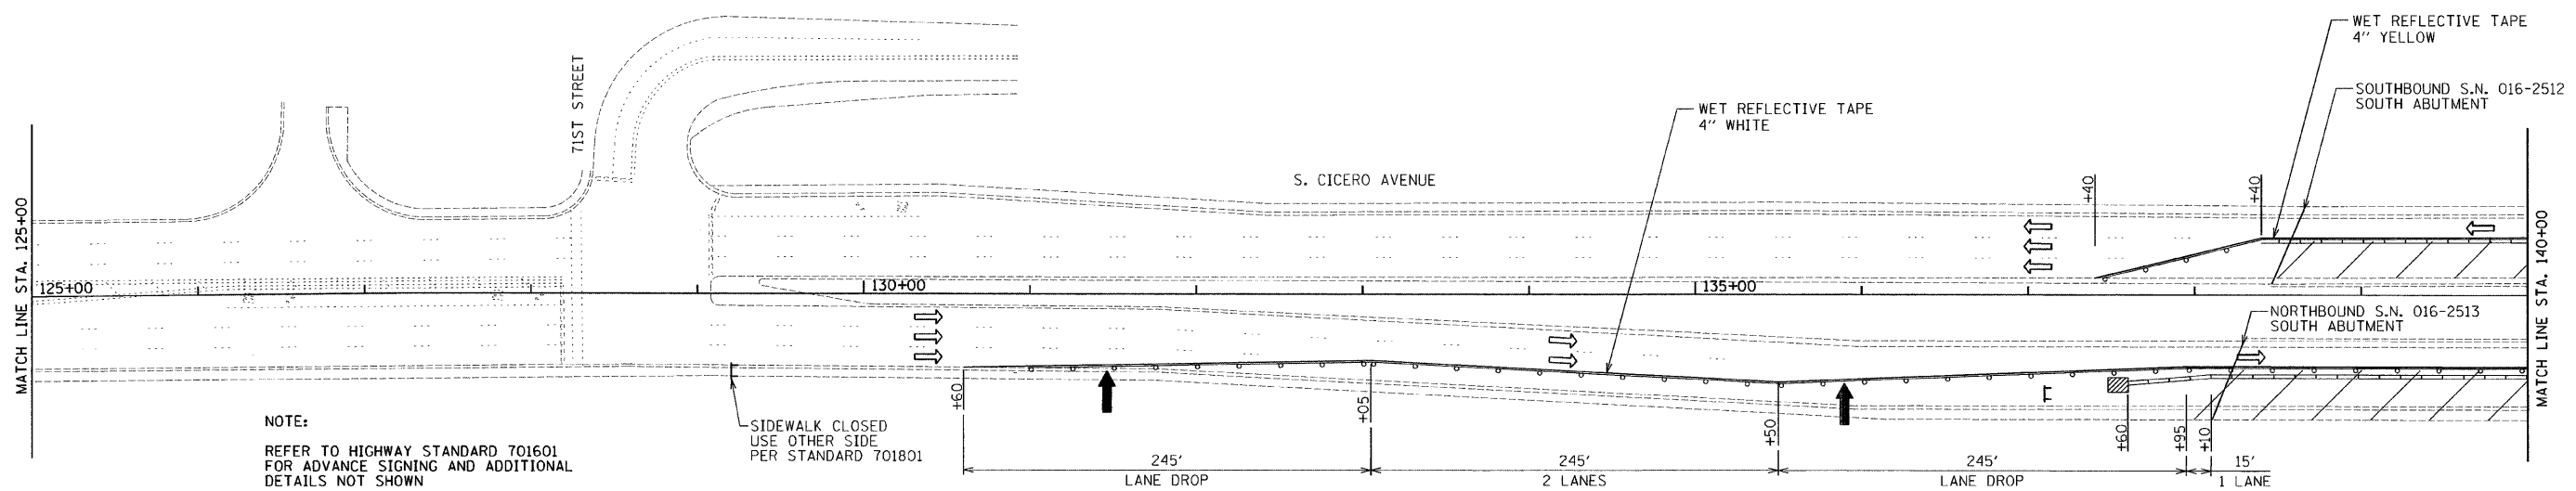 WET REFLECTIVE TAPE
4" YELLOW
SOUTHBOUND S.N. 016-2512
SOUTH ABUTMENT
71ST STREET
WET REFLECTIVE TAPE
4" WHITE
S. CICERO AVENUE
+40
+40
MATCH LINE STA. 125+00
125+00
130+00
135+00
MATCH LINE STA. 140+00
NORTHBOUND S.N. 016-2513
SOUTH ABUTMENT
+60
+05
+50
+60
+95
+10
NOTE:
REFER TO HIGHWAY STANDARD 701601
FOR ADVANCE SIGNING AND ADDITIONAL
DETAILS NOT SHOWN
SIDEWALK CLOSED
USE OTHER SIDE
PER STANDARD 701801
245'
LANE DROP
245'
2 LANES
245'
LANE DROP
15'
1 LANE